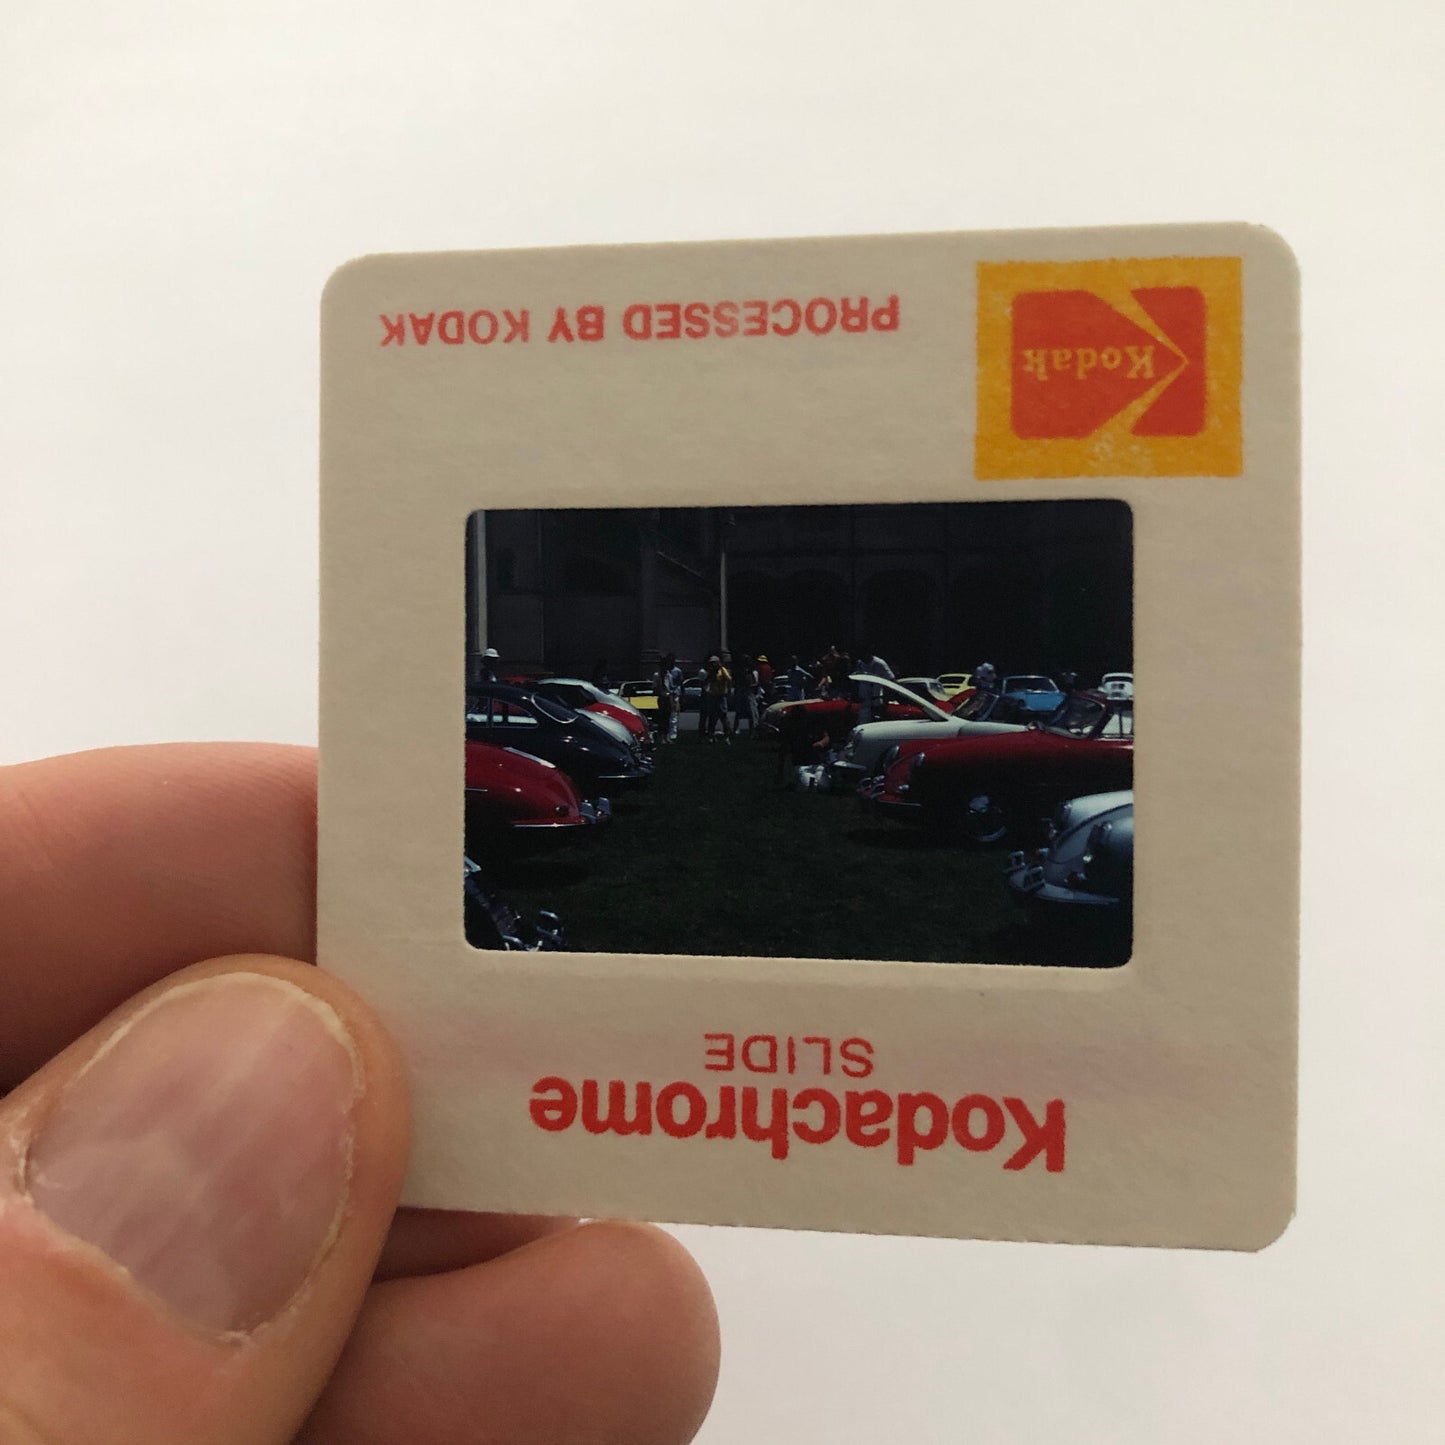 Kodachrome
SLIDE
Kodak
PROCESSED BY KODAK